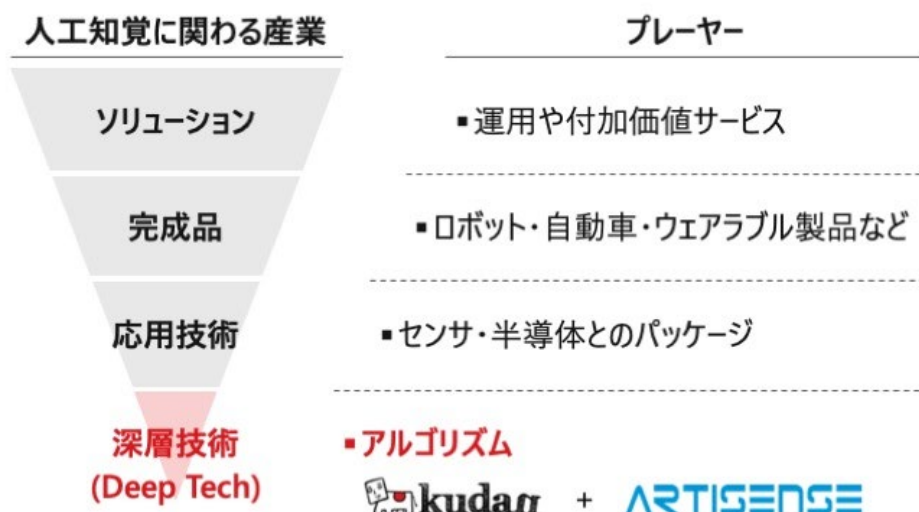 人工知覚に関わる産業 プレーヤー
ソリューション ▪運用や付加価値サービス
完成品 ▪ロボット・自動車・ウェアラブル製品など
応用技術 ▪センサ・半導体とのパッケージ
深層技術 ▪アルゴリズム
(Deep Tech) kudan + ARTISENSE